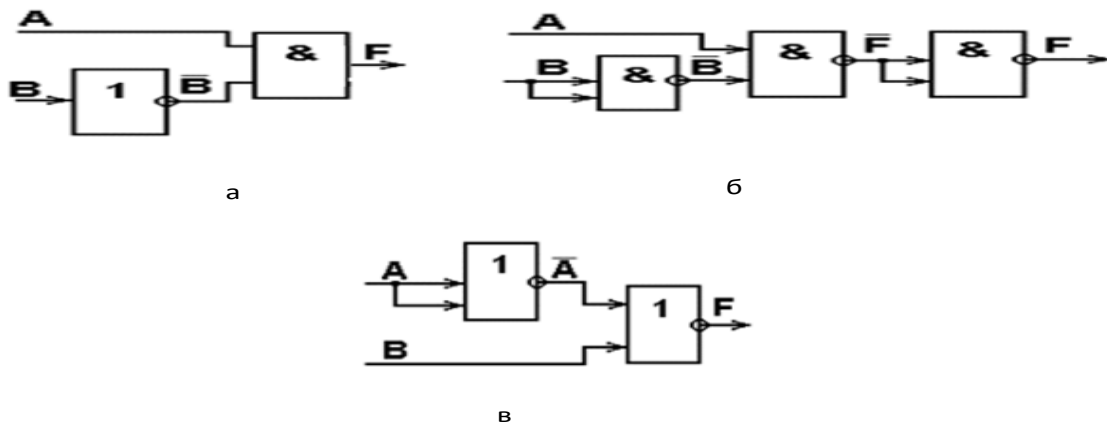 A & F
B 1 B̅
а
A & F̅ & F
B & B̅
б
A 1 A̅
1 F
B
в